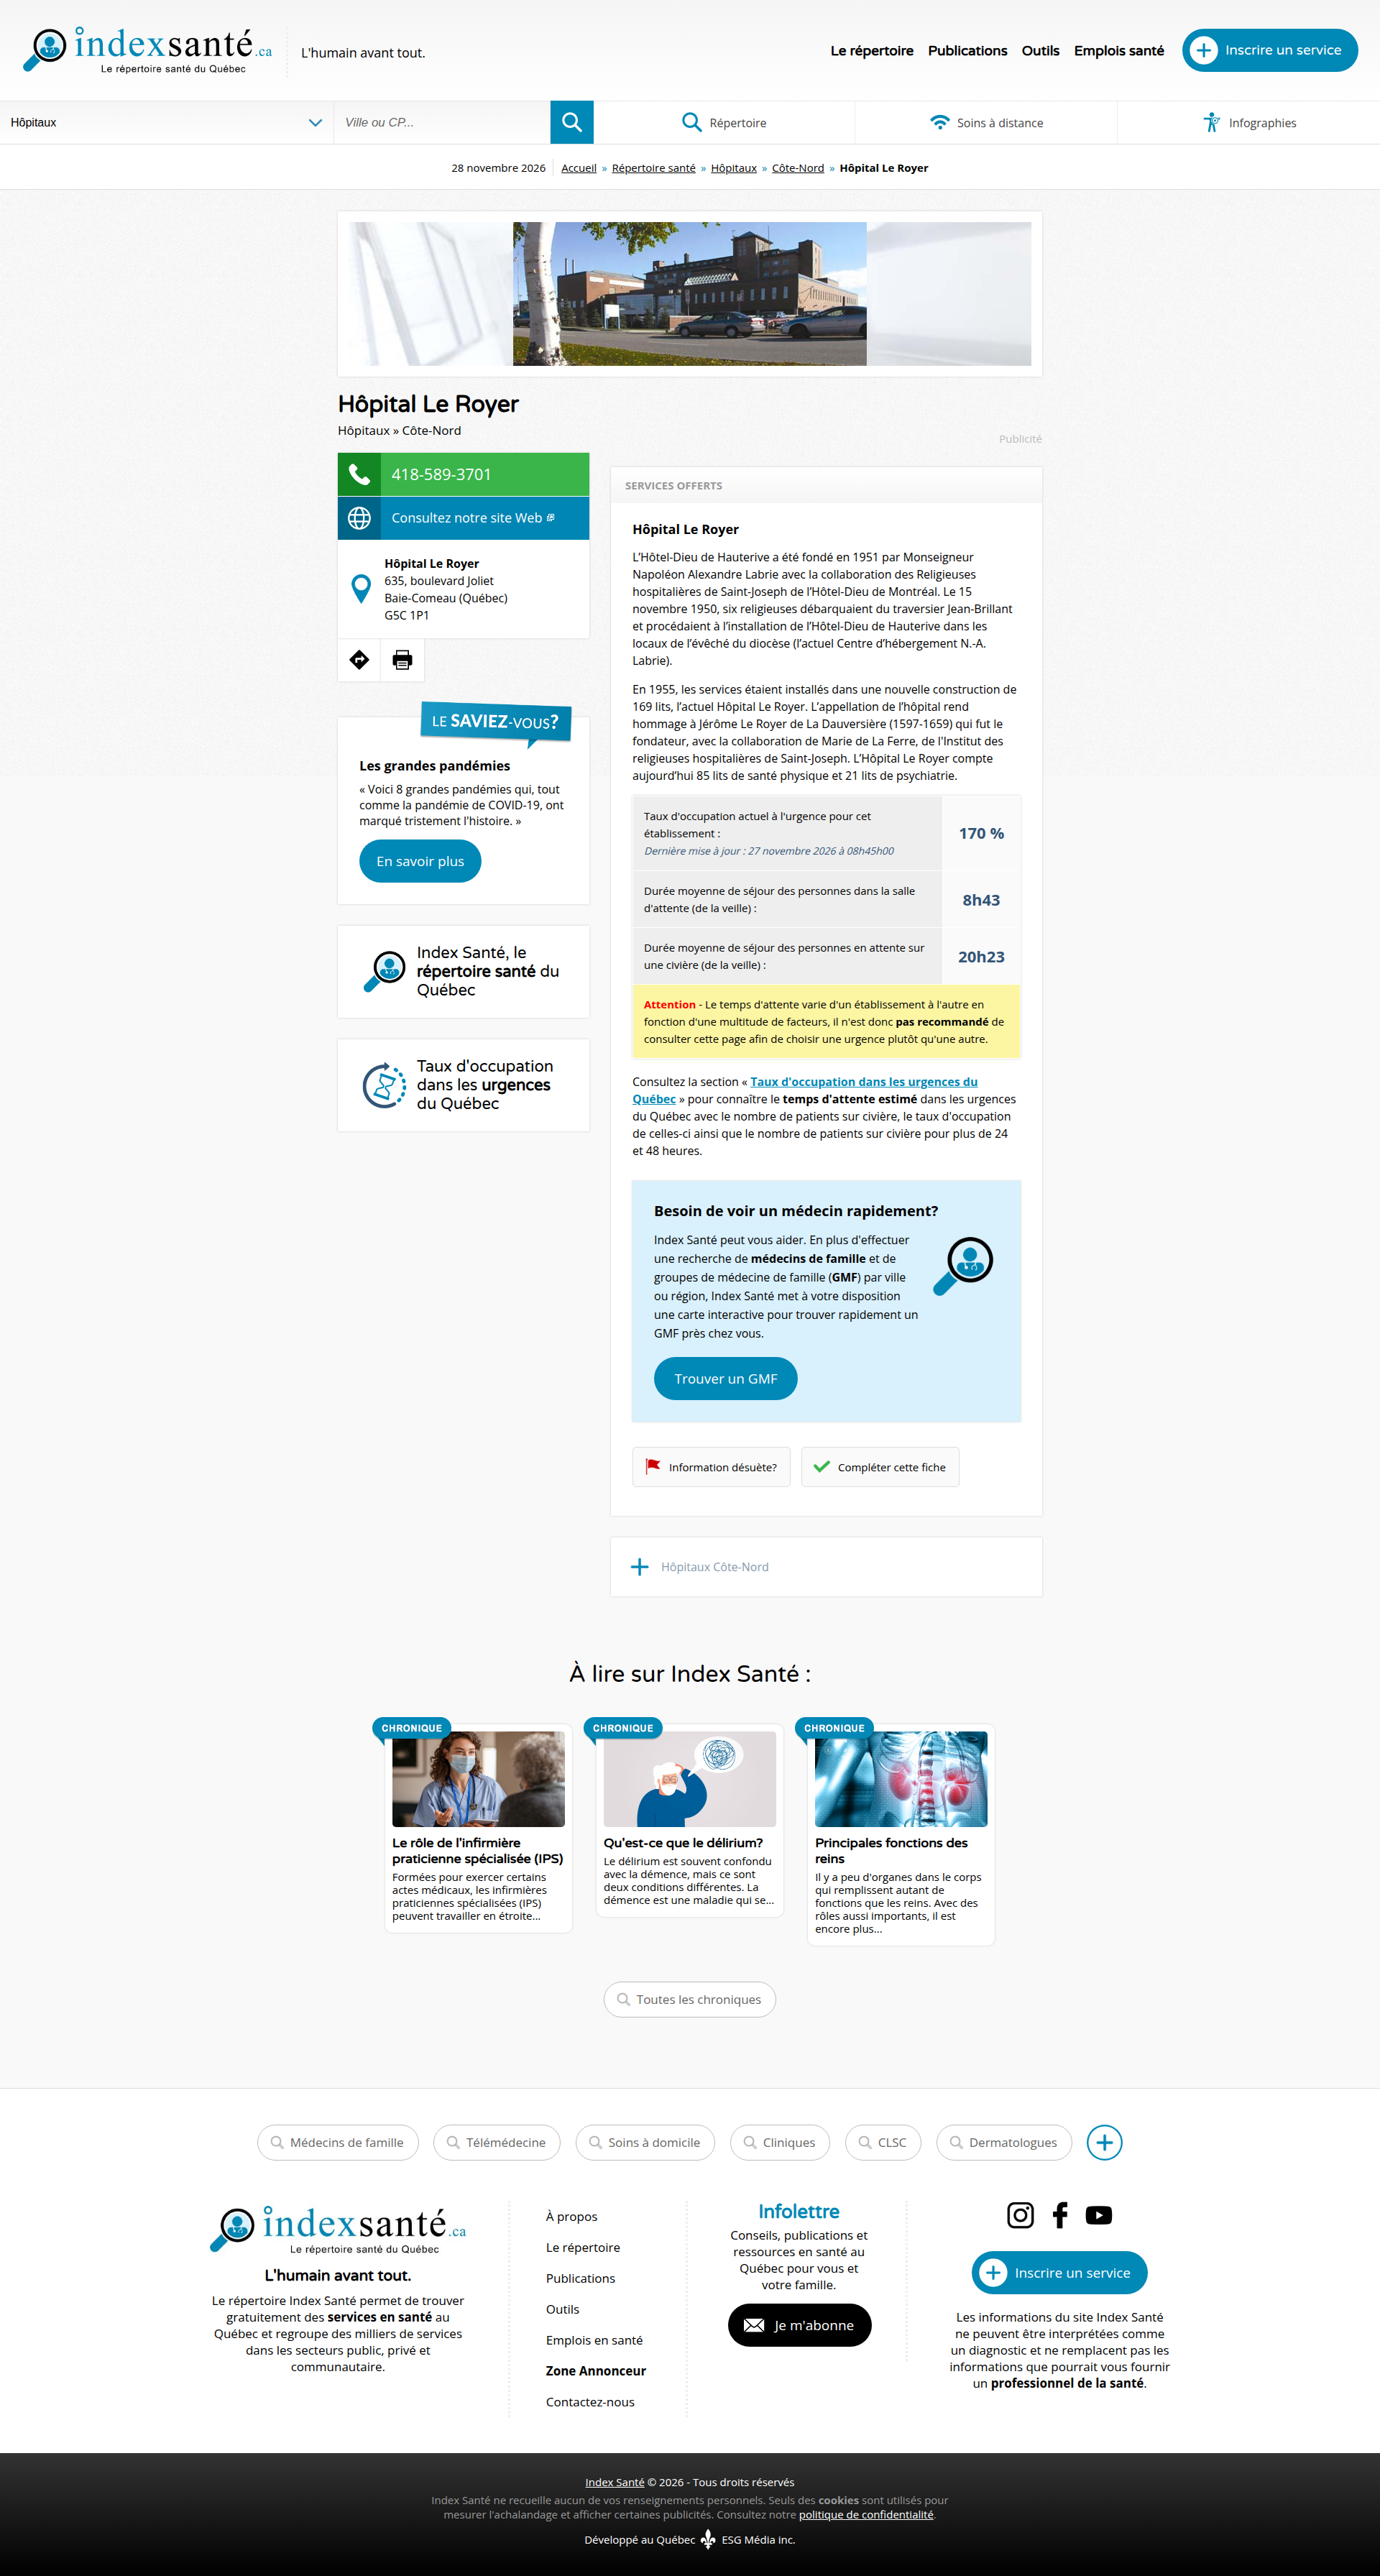 indexsanté.ca
Le répertoire santé du Québec
L'humain avant tout.
Le répertoire
Publications
Outils
Emplois santé
Inscrire un service
Hôpitaux
Ville ou CP...
Répertoire
Soins à distance
Infographies
28 novembre 2026
Accueil » Répertoire santé » Hôpitaux » Côte-Nord » Hôpital Le Royer
Hôpital Le Royer
Hôpitaux » Côte-Nord
Publicité
418-589-3701
Consultez notre site Web
Hôpital Le Royer
635, boulevard Joliet
Baie-Comeau (Québec)
G5C 1P1
LE SAVIEZ-VOUS?
Les grandes pandémies
« Voici 8 grandes pandémies qui, tout
comme la pandémie de COVID-19, ont
marqué tristement l'histoire. »
En savoir plus
Index Santé, le
répertoire santé du
Québec
Taux d'occupation
dans les urgences
du Québec
SERVICES OFFERTS
Hôpital Le Royer
L’Hôtel-Dieu de Hauterive a été fondé en 1951 par Monseigneur
Napoléon Alexandre Labrie avec la collaboration des Religieuses
hospitalières de Saint-Joseph de l’Hôtel-Dieu de Montréal. Le 15
novembre 1950, six religieuses débarquaient du traversier Jean-Brillant
et procédaient à l’installation de l’Hôtel-Dieu de Hauterive dans les
locaux de l’évêché du diocèse (l’actuel Centre d’hébergement N.-A.
Labrie).
En 1955, les services étaient installés dans une nouvelle construction de
169 lits, l’actuel Hôpital Le Royer. L’appellation de l’hôpital rend
hommage à Jérôme Le Royer de La Dauversière (1597-1659) qui fut le
fondateur, avec la collaboration de Marie de La Ferre, de l'Institut des
religieuses hospitalières de Saint-Joseph. L’Hôpital Le Royer compte
aujourd’hui 85 lits de santé physique et 21 lits de psychiatrie.
Taux d'occupation actuel à l'urgence pour cet
établissement :
Dernière mise à jour : 27 novembre 2026 à 08h45h00
170 %
Durée moyenne de séjour des personnes dans la salle
d'attente (de la veille) :
8h43
Durée moyenne de séjour des personnes en attente sur
une civière (de la veille) :
20h23
Attention - Le temps d'attente varie d'un établissement à l'autre en
fonction d'une multitude de facteurs, il n'est donc pas recommandé de
consulter cette page afin de choisir une urgence plutôt qu'une autre.
Consultez la section « Taux d'occupation dans les urgences du
Québec » pour connaître le temps d'attente estimé dans les urgences
du Québec avec le nombre de patients sur civière, le taux d'occupation
de celles-ci ainsi que le nombre de patients sur civière pour plus de 24
et 48 heures.
Besoin de voir un médecin rapidement?
Index Santé peut vous aider. En plus d'effectuer
une recherche de médecins de famille et de
groupes de médecine de famille (GMF) par ville
ou région, Index Santé met à votre disposition
une carte interactive pour trouver rapidement un
GMF près chez vous.
Trouver un GMF
Information désuète?
Compléter cette fiche
Hôpitaux Côte-Nord
À lire sur Index Santé :
CHRONIQUE
Le rôle de l'infirmière
praticienne spécialisée (IPS)
Formées pour exercer certains
actes médicaux, les infirmières
praticiennes spécialisées (IPS)
peuvent travailler en étroite...
CHRONIQUE
Qu'est-ce que le délirium?
Le délirium est souvent confondu
avec la démence, mais ce sont
deux conditions différentes. La
démence est une maladie qui se...
CHRONIQUE
Principales fonctions des
reins
Il y a peu d'organes dans le corps
qui remplissent autant de
fonctions que les reins. Avec des
rôles aussi importants, il est
encore plus...
Toutes les chroniques
Médecins de famille
Télémédecine
Soins à domicile
Cliniques
CLSC
Dermatologues
indexsanté.ca
Le répertoire santé du Québec
L'humain avant tout.
Le répertoire Index Santé permet de trouver
gratuitement des services en santé au
Québec et regroupe des milliers de services
dans les secteurs public, privé et
communautaire.
À propos
Le répertoire
Publications
Outils
Emplois en santé
Zone Annonceur
Contactez-nous
Infolettre
Conseils, publications et
ressources en santé au
Québec pour vous et
votre famille.
Je m'abonne
Inscrire un service
Les informations du site Index Santé
ne peuvent être interprétées comme
un diagnostic et ne remplacent pas les
informations que pourrait vous fournir
un professionnel de la santé.
Index Santé © 2026 - Tous droits réservés
Index Santé ne recueille aucun de vos renseignements personnels. Seuls des cookies sont utilisés pour
mesurer l'achalandage et afficher certaines publicités. Consultez notre politique de confidentialité.
Développé au Québec ESG Média inc.